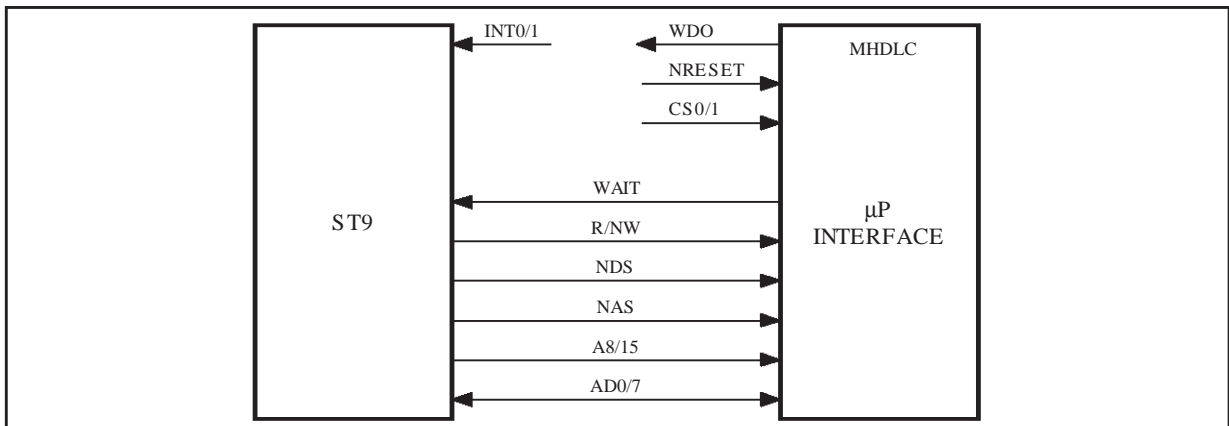 INT0/1
WDO
MHDLC
NRESET
CS0/1
WAIT
ST9
R/NW
µP
INTERFACE
NDS
NAS
A8/15
AD0/7